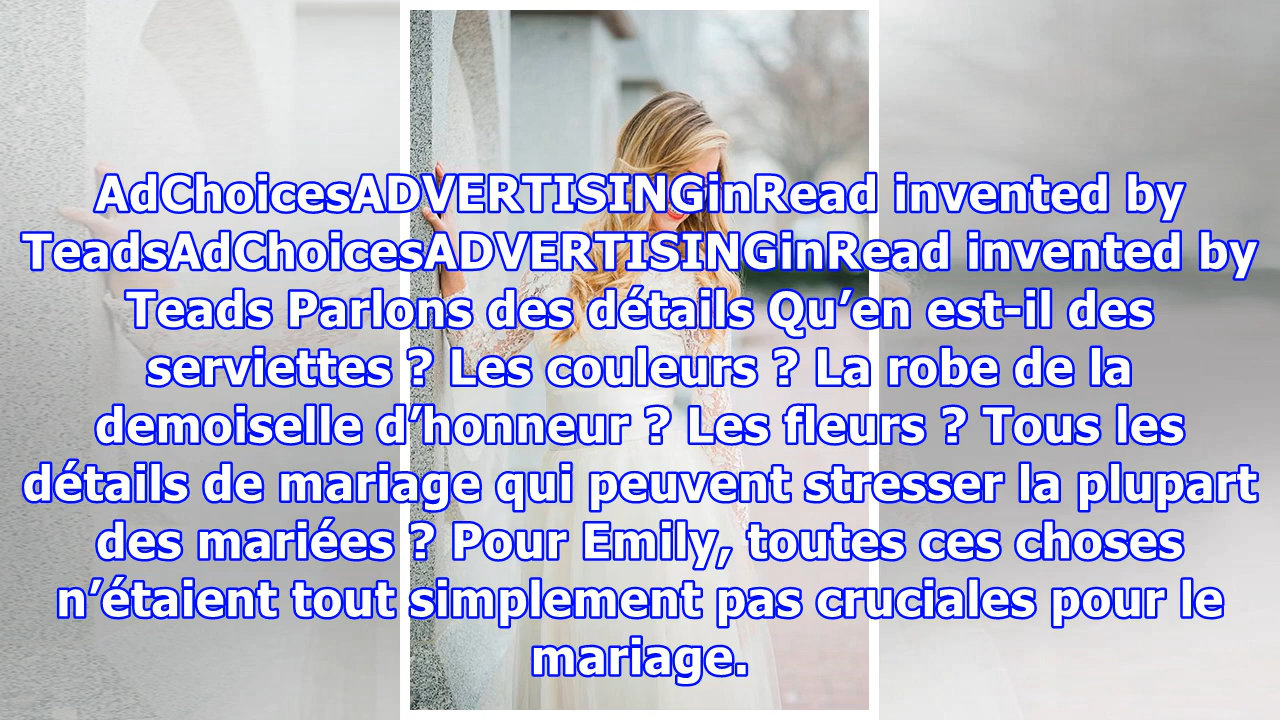 AdChoicesADVERTISINGinRead invented by
TeadsAdChoicesADVERTISINGinRead invented by
Teads Parlons des détails Qu’en est-il des
serviettes ? Les couleurs ? La robe de la
demoiselle d’honneur ? Les fleurs ? Tous les
détails de mariage qui peuvent stresser la plupart
des mariées ? Pour Emily, toutes ces choses
n’étaient tout simplement pas cruciales pour le
mariage.